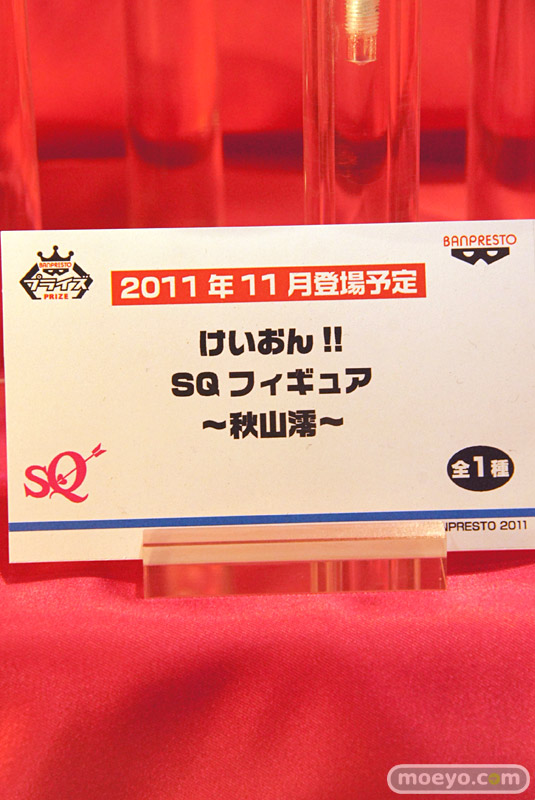 BANPRESTO
プライズ
PRIZE
BANPRESTO
2011年11月登場予定
けいおん!!
SQフィギュア
～秋山澪～
SQ
全1種
NPRESTO 2011
moeyo.com